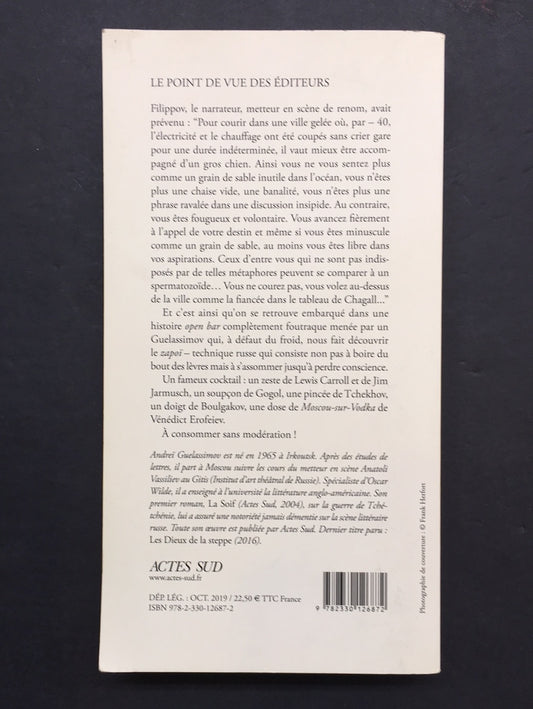 LE POINT DE VUE DES ÉDITEURS
Filippov, le narrateur, metteur en scène de renom, avait
prévenu : “Pour courir dans une ville gelée où, par – 40,
l’électricité et le chauffage ont été coupés sans crier gare
pour une durée indéterminée, il vaut mieux être accom-
pagné d’un gros chien. Ainsi vous ne vous sentez plus
comme un grain de sable inutile dans l’océan, vous n’êtes
plus une chaise vide, une banalité, vous n’êtes plus une
phrase ravalée dans une discussion insipide. Au contraire,
vous êtes fougueux et volontaire. Vous avancez fièrement
à l’appel de votre destin et même si vous êtes minuscule
comme un grain de sable, au moins vous êtes libre dans
vos aspirations. Ceux d’entre vous qui ne sont pas indis-
posés par de telles métaphores peuvent se comparer à un
spermatozoïde… Vous ne courez pas, vous volez au-dessus
de la ville comme la fiancée dans le tableau de Chagall...”
Et c’est ainsi qu’on se retrouve embarqué dans une
histoire open bar complètement foutraque menée par un
Guelassimov qui, à défaut du froid, nous fait découvrir
le zapoï – technique russe qui consiste non pas à boire du
bout des lèvres mais à s’assommer jusqu’à perdre conscience.
Un fameux cocktail : un zeste de Lewis Carroll et de Jim
Jarmusch, un soupçon de Gogol, une pincée de Tchekhov,
un doigt de Boulgakov, une dose de Moscou-sur-Vodka de
Vénédict Erofeiev.
À consommer sans modération !
Andreï Guelassimov est né en 1965 à Irkoutsk. Après des études de
lettres, il part à Moscou suivre les cours du metteur en scène Anatoli
Vassiliev au Gitis (Institut d’art théâtral de Russie). Spécialiste d’Oscar
Wilde, il a enseigné à l’université la littérature anglo-américaine. Son
premier roman, La Soif (Actes Sud, 2004), sur la guerre de Tché-
tchénie, lui a assuré une notoriété jamais démentie sur la scène littéraire
russe. Toute son œuvre est publiée par Actes Sud. Dernier titre paru :
Les Dieux de la steppe (2016).
ACTES SUD
www.actes-sud.fr
DÉP. LÉG. : OCT. 2019 / 22,50 € TTC France
ISBN 978-2-330-12687-2
9 782330 126872
Photographie de couverture : © Frank Herfort